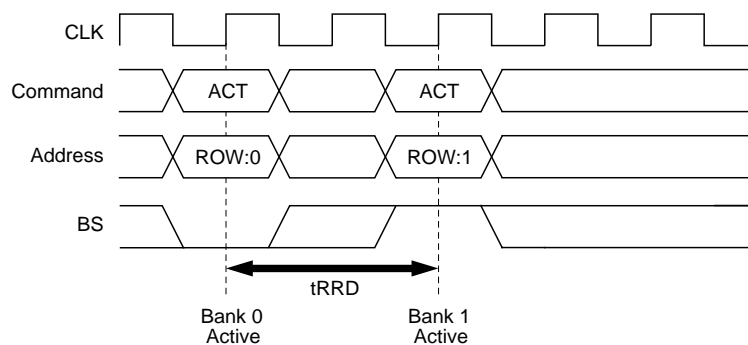 CLK
Command
ACT
ACT
Address
ROW:0
ROW:1
BS
tRRD
Bank 0
Active
Bank 1
Active